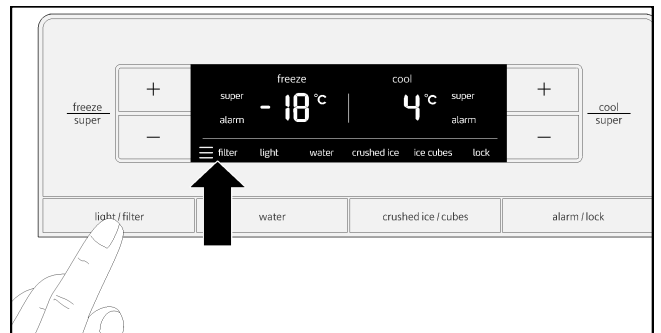 freeze
cool
super
-18 °C
4 °C
super
alarm
alarm
filter light water crushed ice ice cubes lock
+
−
freeze
super
+
−
cool
super
light / filter
water
crushed ice / cubes
alarm / lock